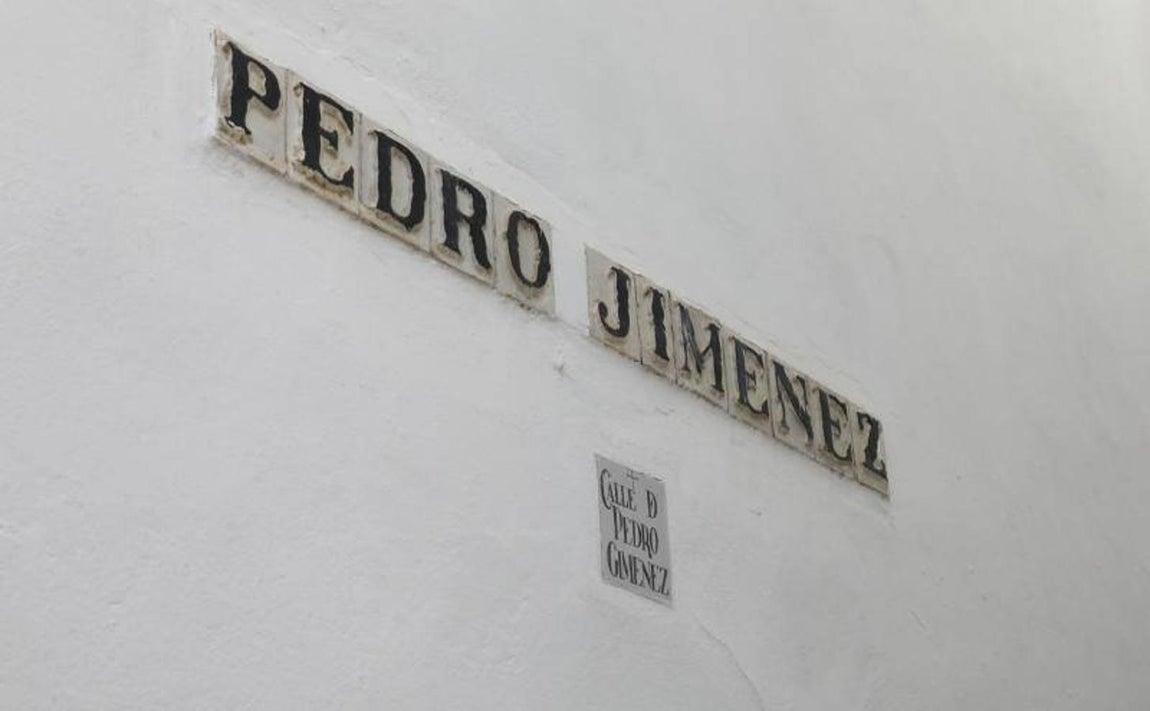 PEDRO JIMENEZ
CALLE Đ
PEDRO
GIMENEZ